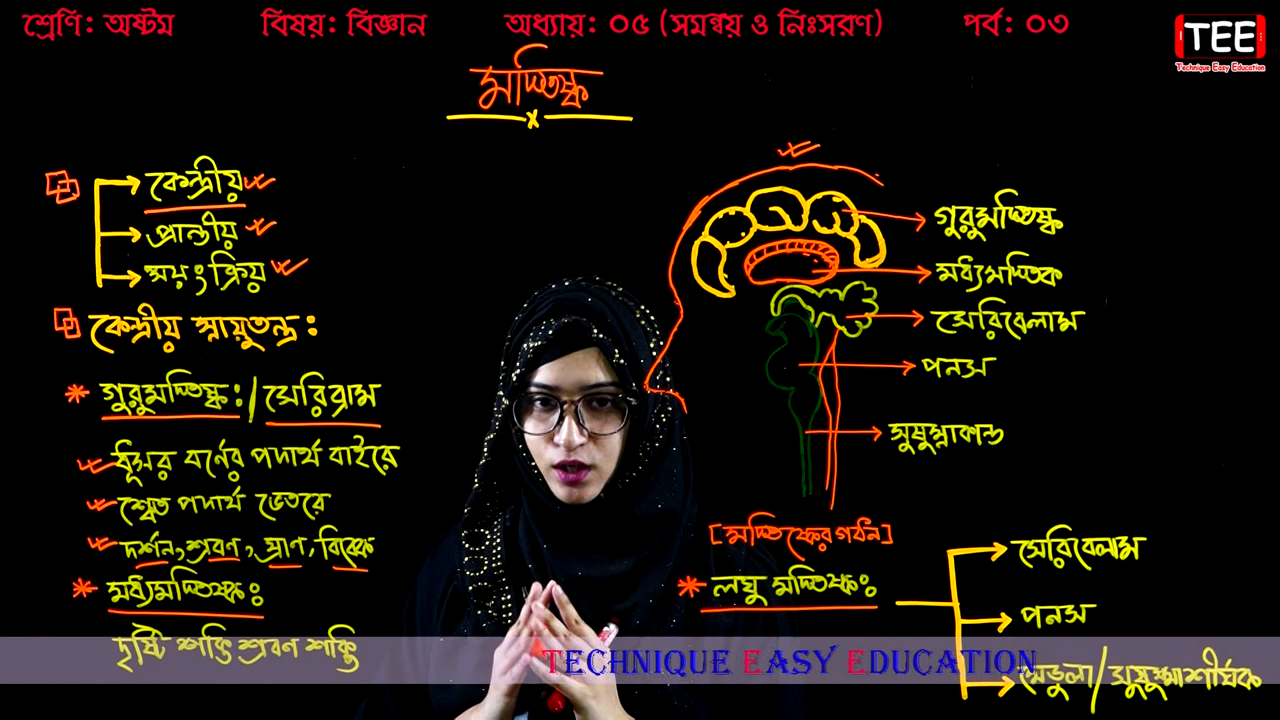 শ্রেণি: অষ্টম বিষয়: বিজ্ঞান অধ্যায়: ০৫ (সমন্বয় ও নিঃসরণ) পর্ব: ০৩
TEE
Technique Easy Education
মস্তিষ্ক
কেন্দ্রীয়
প্রান্তীয়
স্বয়ংক্রিয়
কেন্দ্রীয় স্নায়ুতন্ত্র:
* গুরুমস্তিষ্ক:/সেরিব্রাম
ধূসর বর্ণের পদার্থ বাইরে
শ্বেত পদার্থ ভেতরে
দর্শন, শ্রবণ, ঘ্রাণ, বিবেক
* মধ্যমস্তিষ্ক:
দৃষ্টি শক্তি শ্রবণ শক্তি
গুরুমস্তিষ্ক
মধ্যমস্তিক
সেরিবেলাম
পনস
সুষুম্নাকান্ড
[মস্তিষ্কের গঠন]
* লঘু মস্তিষ্ক:
সেরিবেলাম
পনস
মেডুলা/সুষুম্নাশীর্ষক
TECHNIQUE EASY EDUCATION